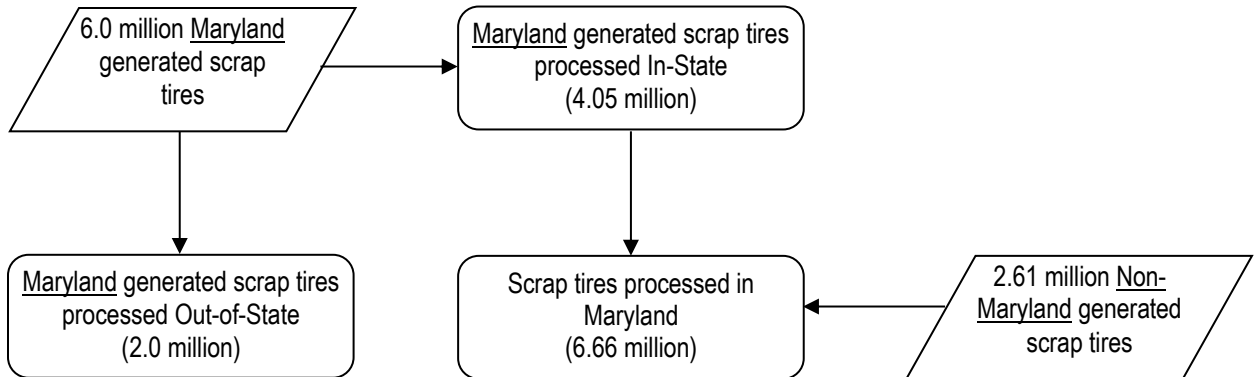 6.0 million Maryland
generated scrap
tires
Maryland generated scrap tires
processed In-State
(4.05 million)
Maryland generated scrap tires
processed Out-of-State
(2.0 million)
Scrap tires processed in
Maryland
(6.66 million)
2.61 million Non-
Maryland generated
scrap tires